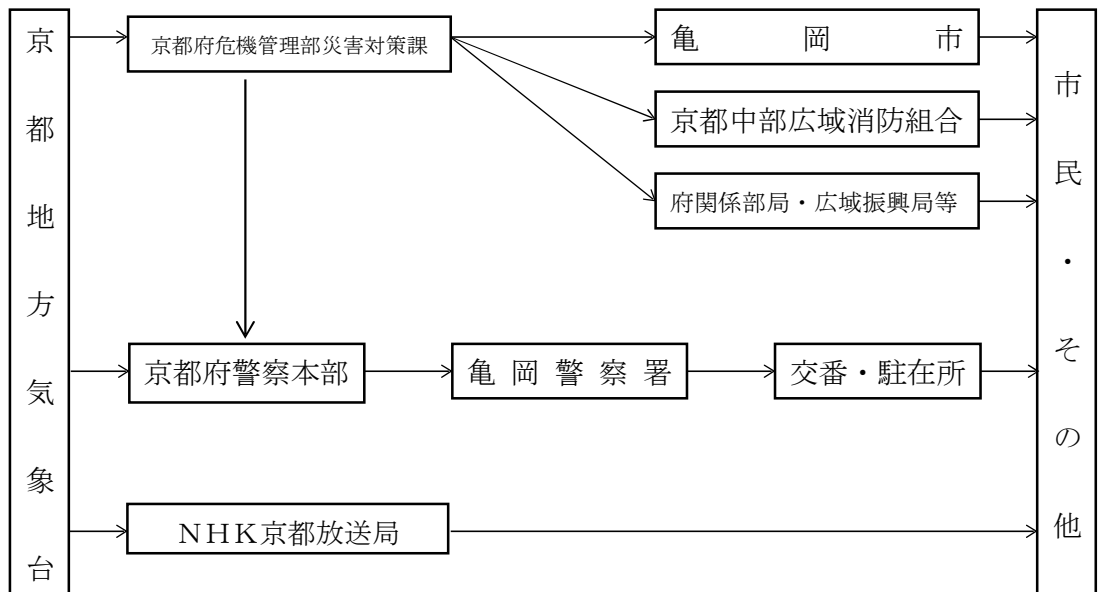 京都地方気象台
京都府危機管理部災害対策課
亀岡市
京都中部広域消防組合
府関係部局・広域振興局等
京都府警察本部
亀岡警察署
交番・駐在所
NHK京都放送局
市民・その他